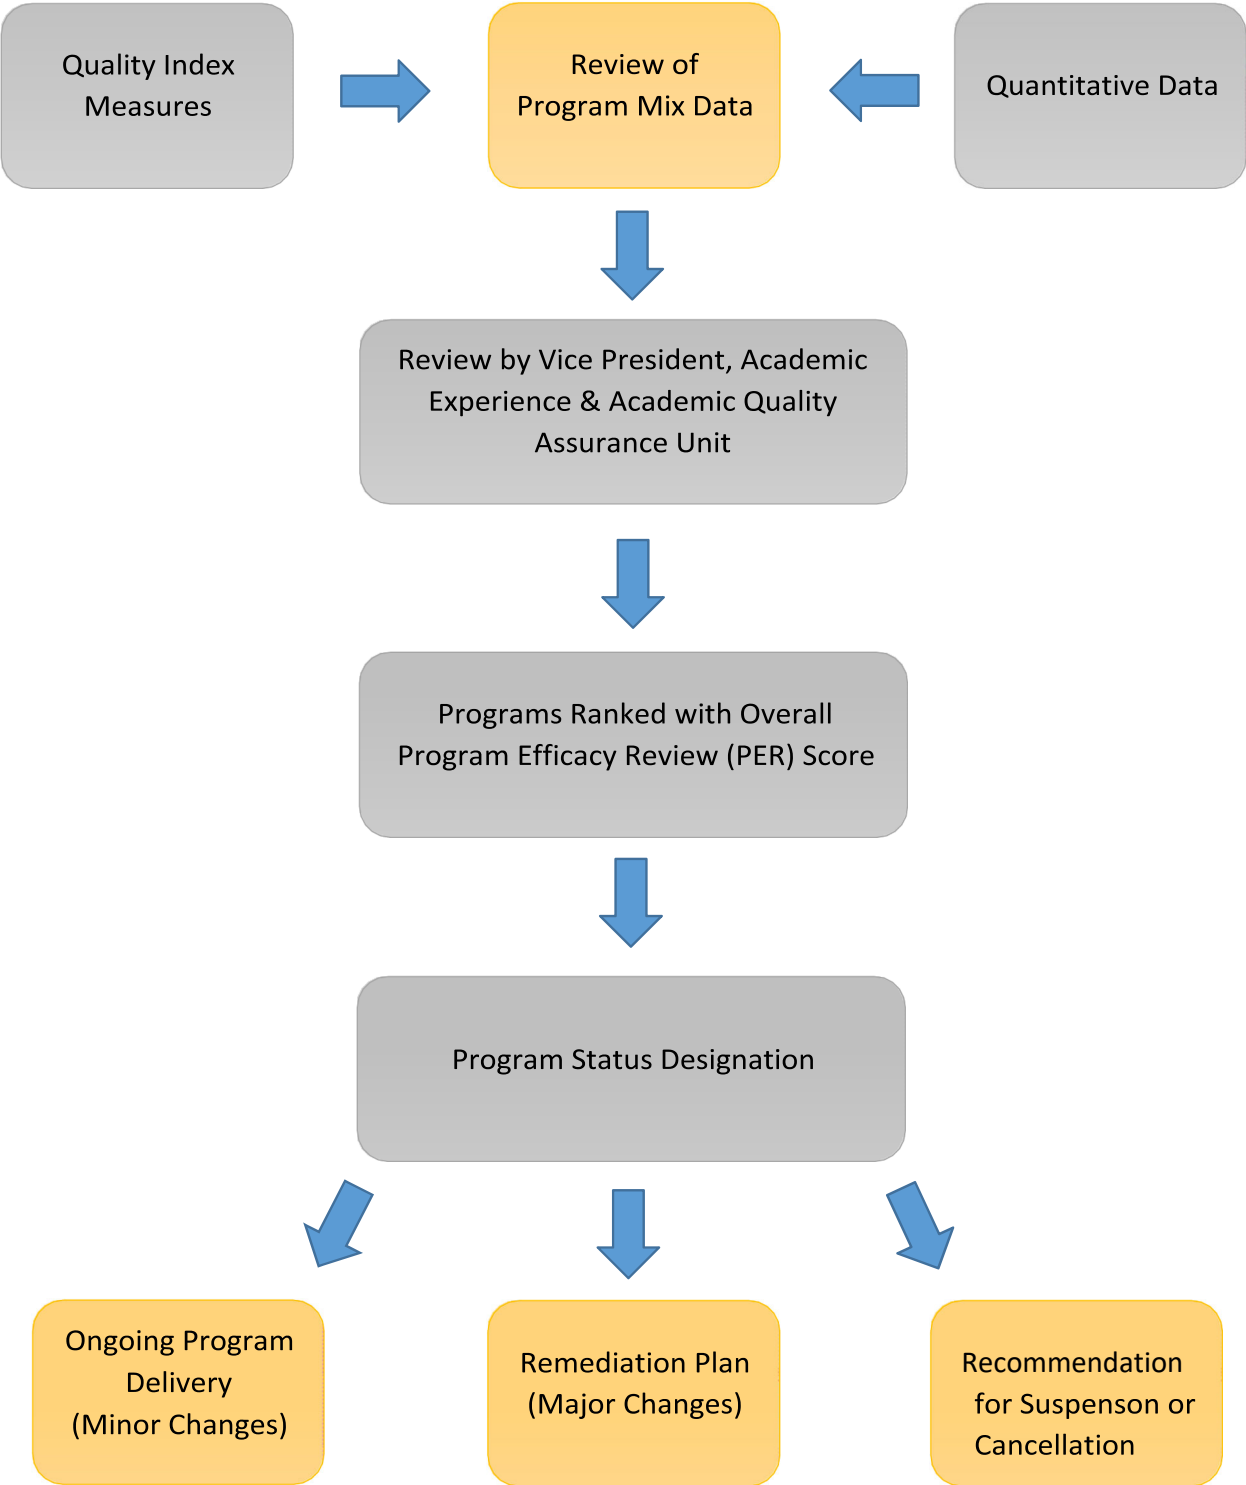 Quality Index
Measures
Review of
Program Mix Data
Quantitative Data
Review by Vice President, Academic
Experience & Academic Quality
Assurance Unit
Programs Ranked with Overall
Program Efficacy Review (PER) Score
Program Status Designation
Ongoing Program
Delivery
(Minor Changes)
Remediation Plan
(Major Changes)
Recommendation
for Suspenson or
Cancellation